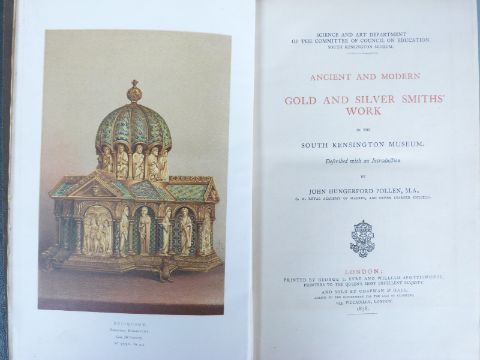 RELIQUARY.
SCIENCE AND ART DEPARTMENT
OF THE COMMITTEE OF COUNCIL ON EDUCATION
SOUTH KENSINGTON MUSEUM.
ANCIENT AND MODERN
GOLD AND SILVER SMITHS'
WORK
IN THE
SOUTH KENSINGTON MUSEUM.
Described with an Introduction
BY
JOHN HUNGERFORD POLLEN, M.A.
LONDON:
PRINTED BY GEORGE E. EYRE AND WILLIAM SPOTTISWOODE,
PRINTERS TO THE QUEEN'S MOST EXCELLENT MAJESTY.
AND SOLD BY CHAPMAN & HALL,
193, PICCADILLY, LONDON.
1878.